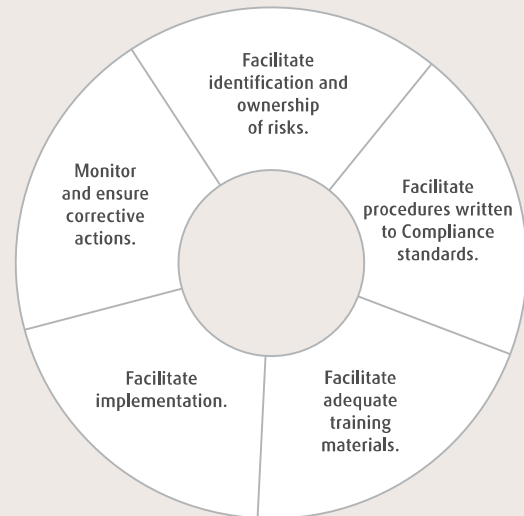 Facilitate
identification and
ownership
of risks.
Facilitate
procedures written
to Compliance
standards.
Facilitate
adequate
training
materials.
Facilitate
implementation.
Monitor
and ensure
corrective
actions.